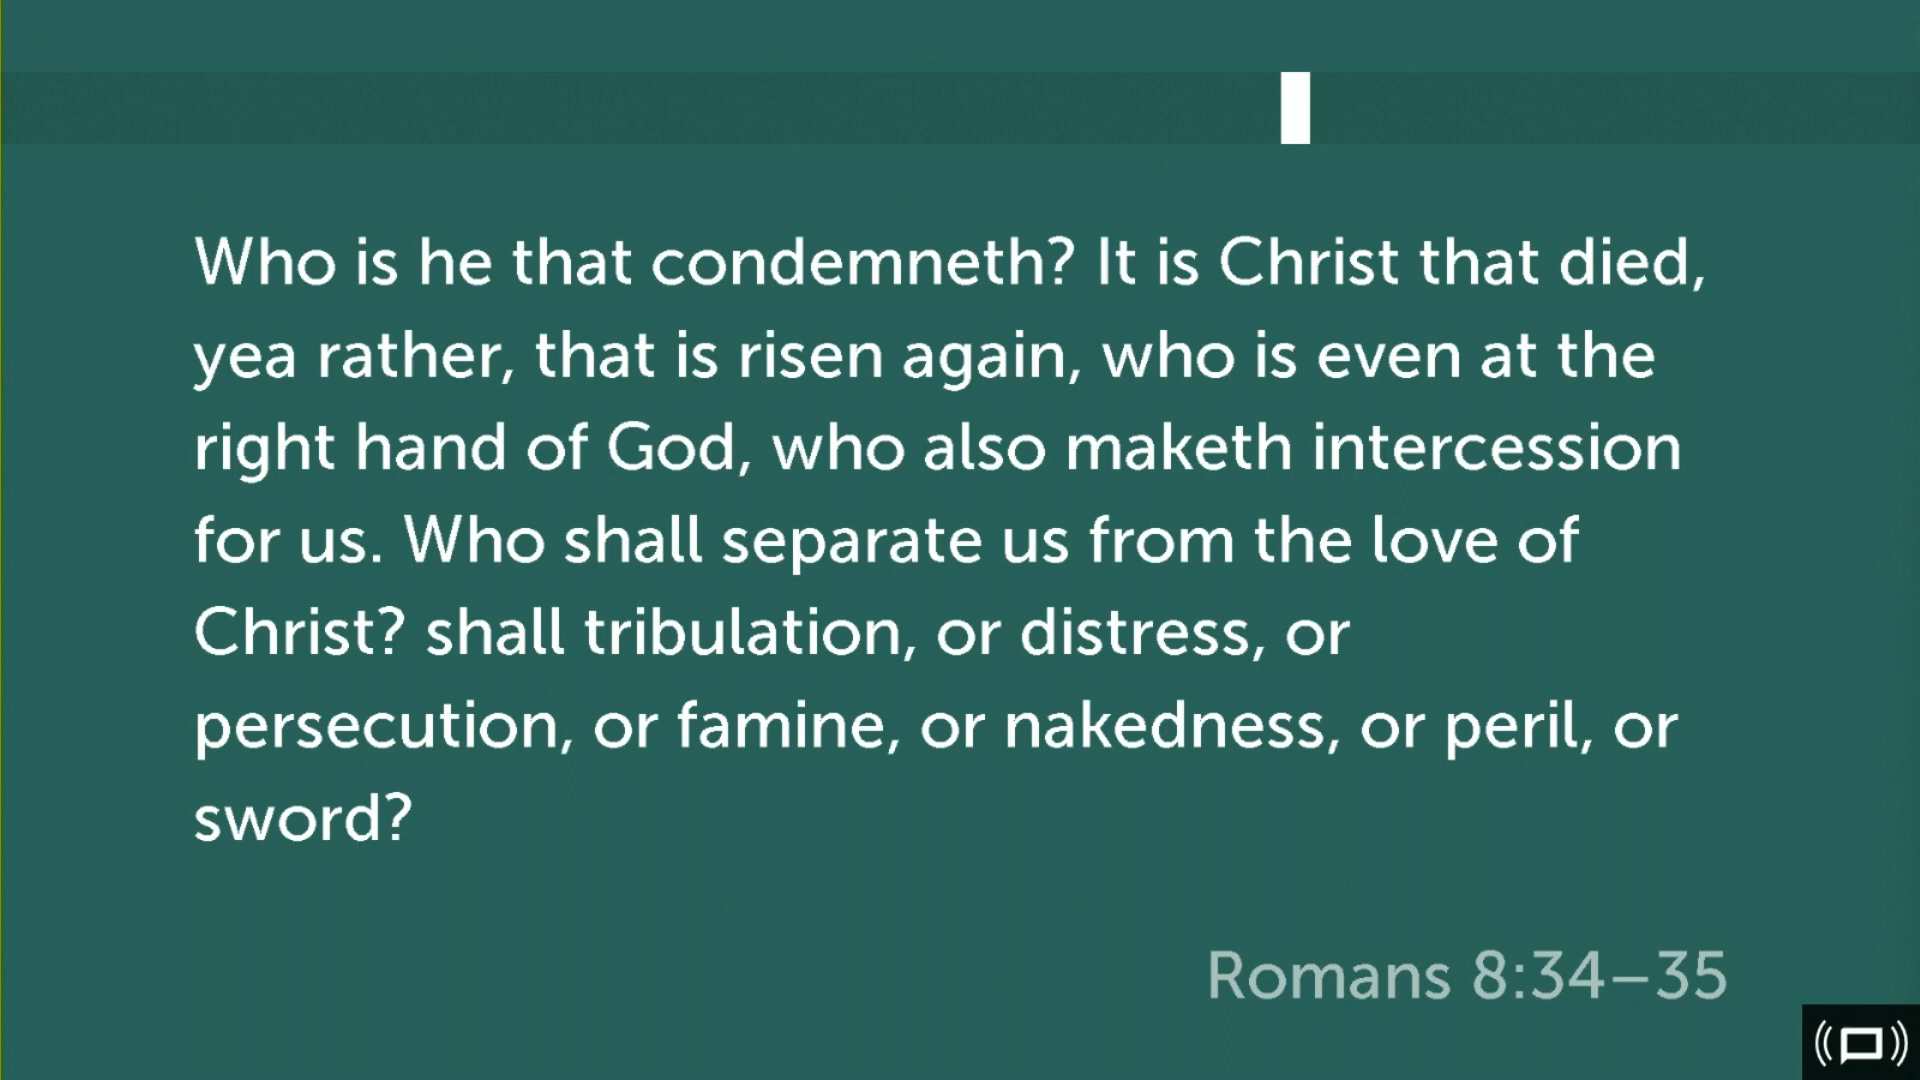 Who is he that condemneth? It is Christ that died,
yea rather, that is risen again, who is even at the
right hand of God, who also maketh intercession
for us. Who shall separate us from the love of
Christ? shall tribulation, or distress, or
persecution, or famine, or nakedness, or peril, or
sword?
Romans 8:34–35